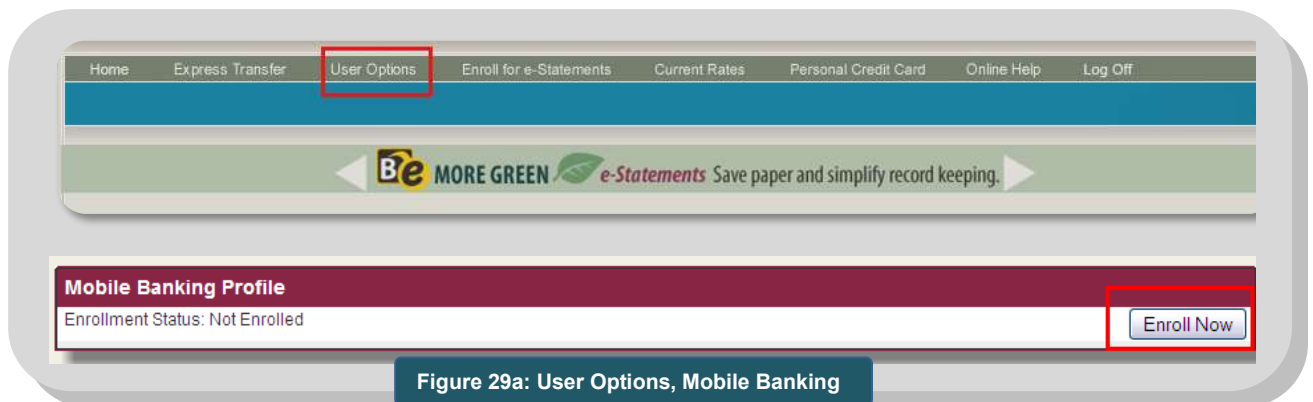 Home Express Transfer User Options Enroll for e-Statements Current Rates Personal Credit Card Online Help Log Off
Be MORE GREEN e-Statements Save paper and simplify record keeping.
Mobile Banking Profile
Enrollment Status: Not Enrolled Enroll Now
Figure 29a: User Options, Mobile Banking